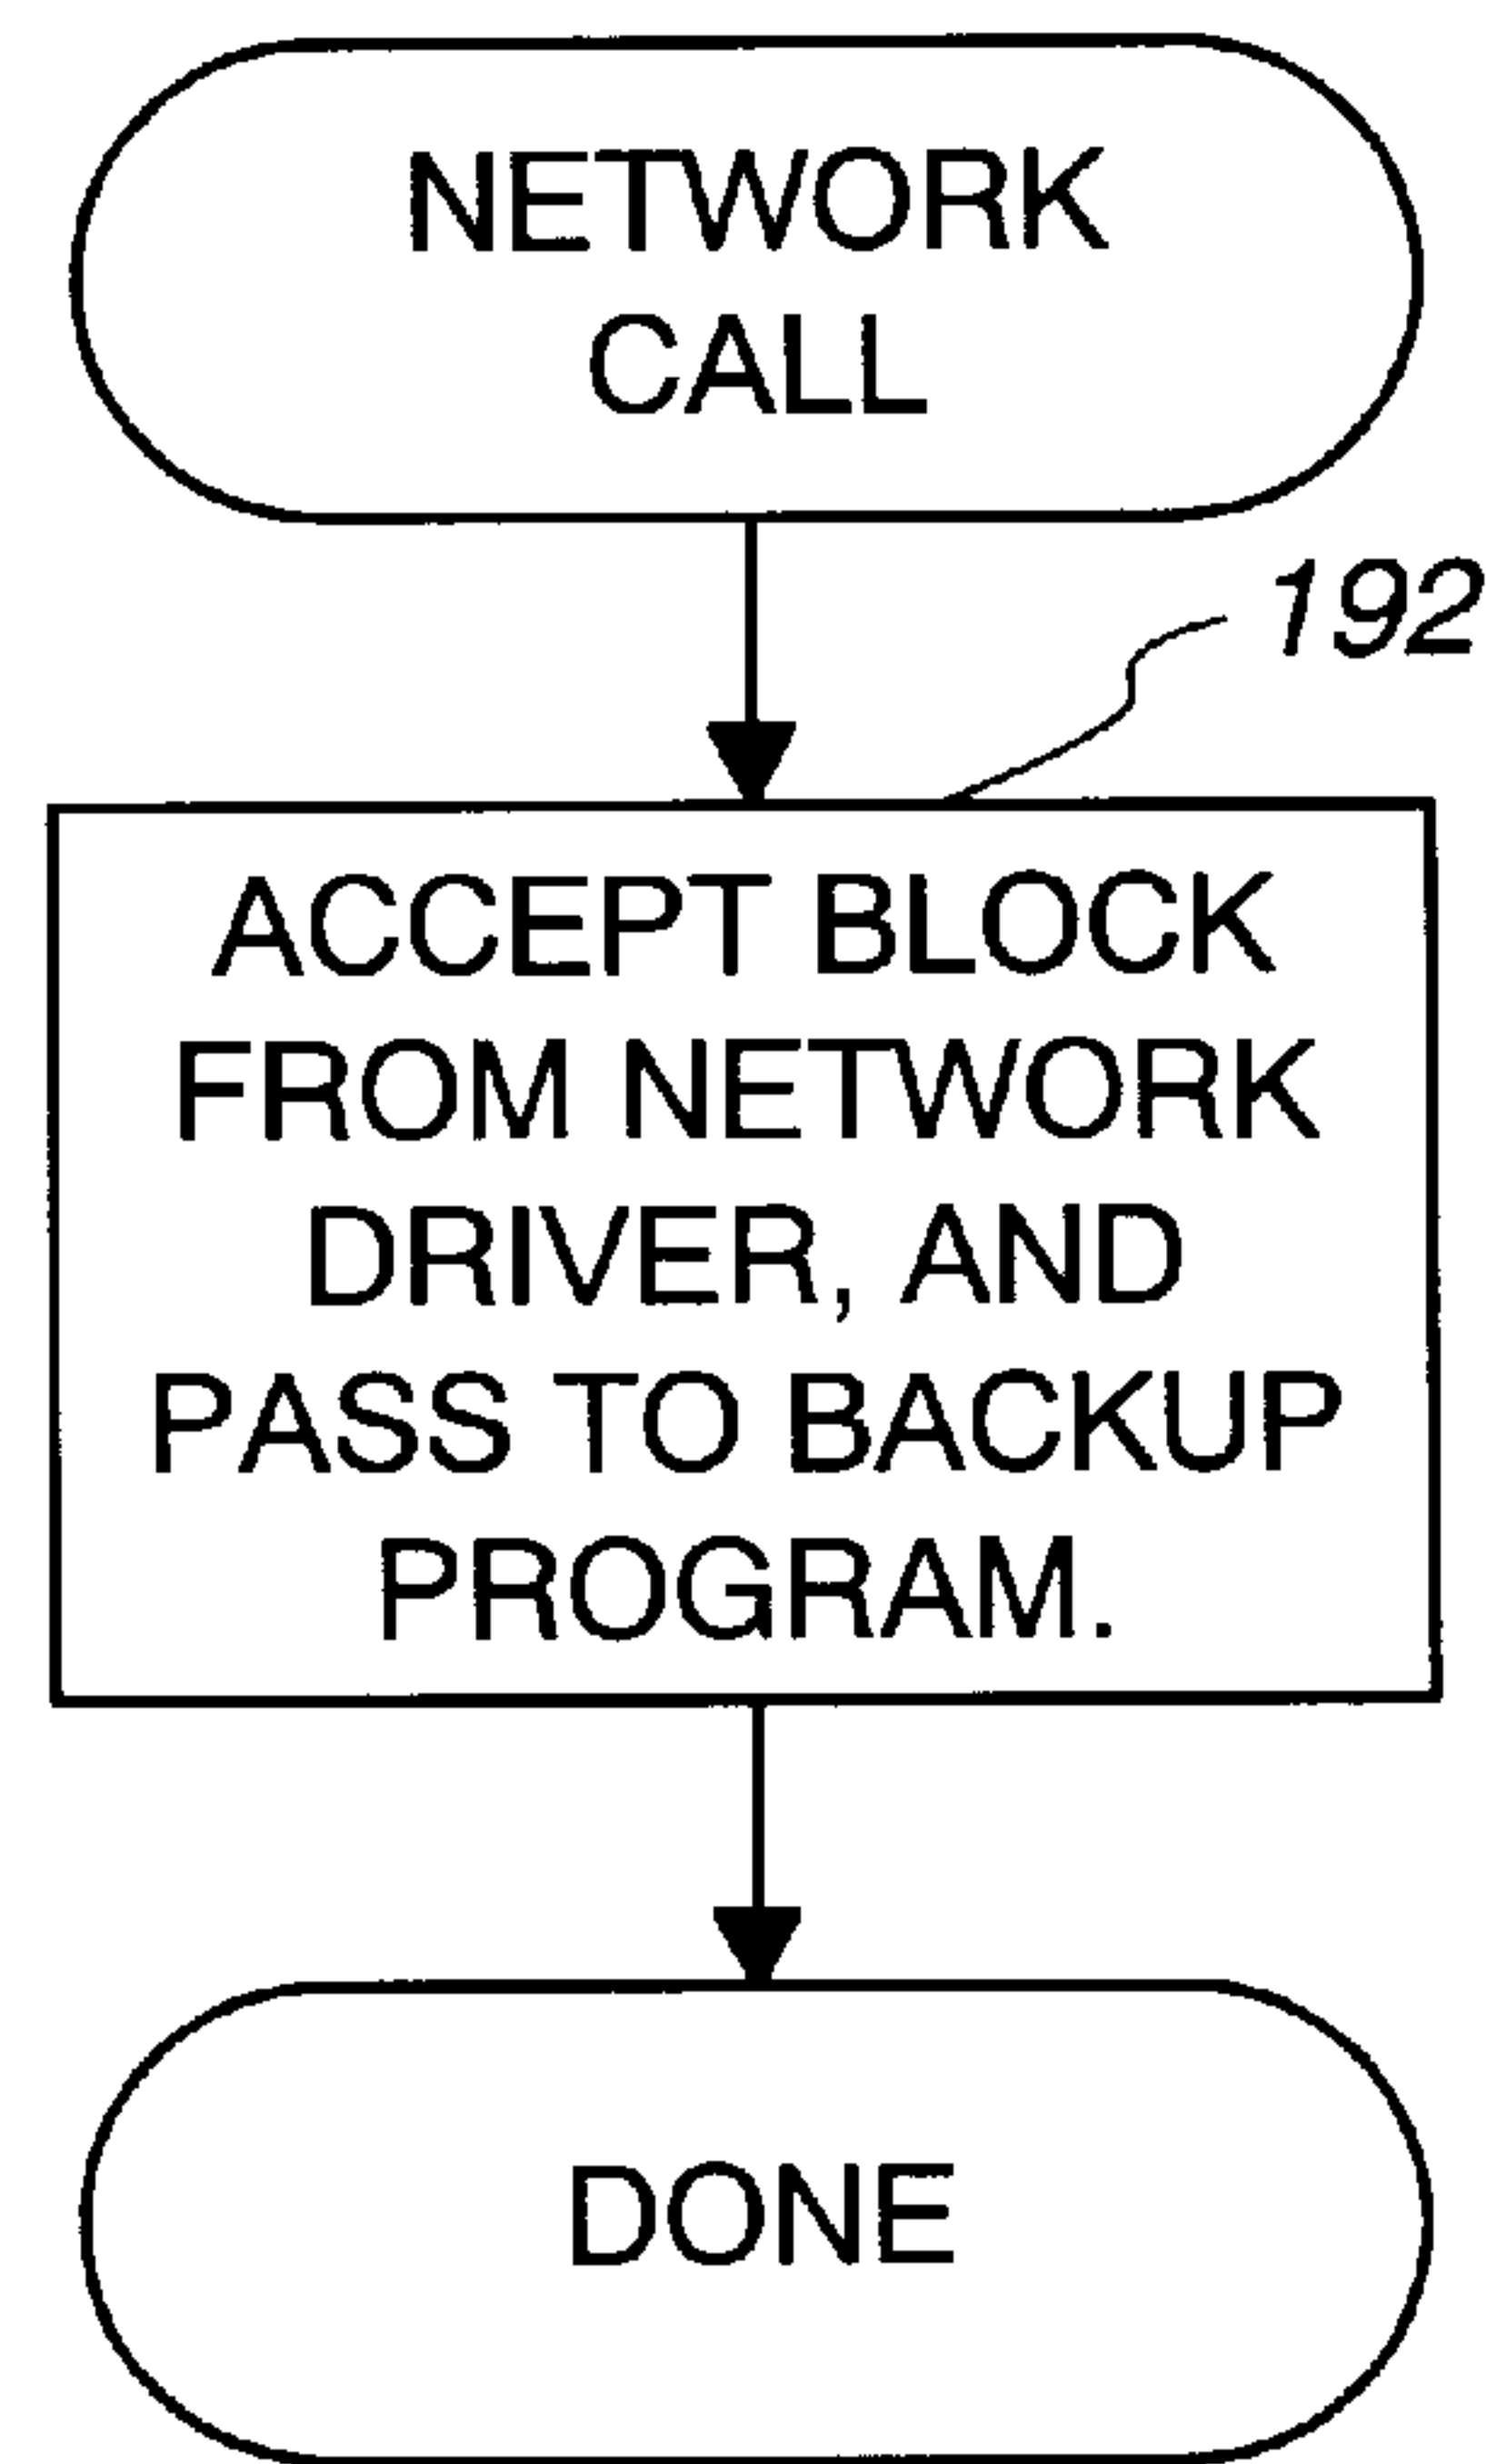 NETWORK
CALL
192
ACCEPT BLOCK
FROM NETWORK
DRIVER, AND
PASS TO BACKUP
PROGRAM.
DONE